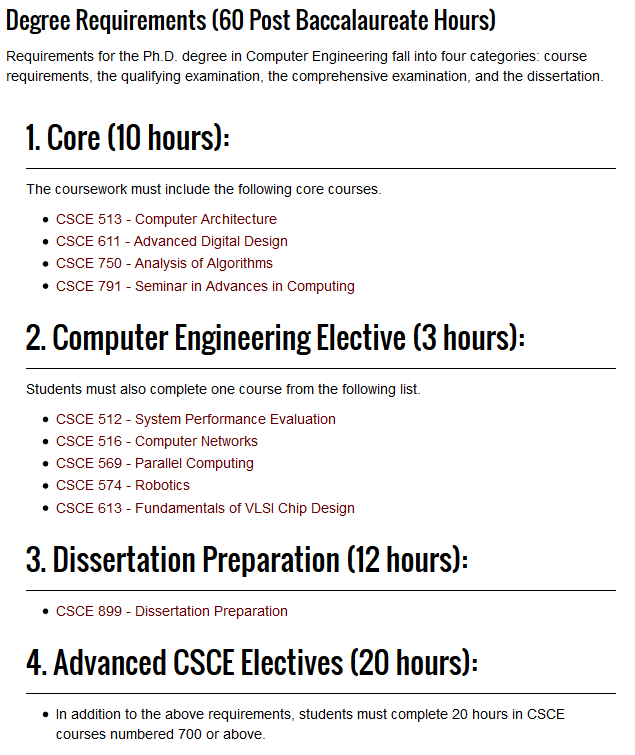 Degree Requirements (60 Post Baccalaureate Hours)
Requirements for the Ph.D. degree in Computer Engineering fall into four categories: course
requirements, the qualifying examination, the comprehensive examination, and the dissertation.
1. Core (10 hours):
The coursework must include the following core courses.
• CSCE 513 - Computer Architecture
• CSCE 611 - Advanced Digital Design
• CSCE 750 - Analysis of Algorithms
• CSCE 791 - Seminar in Advances in Computing
2. Computer Engineering Elective (3 hours):
Students must also complete one course from the following list.
• CSCE 512 - System Performance Evaluation
• CSCE 516 - Computer Networks
• CSCE 569 - Parallel Computing
• CSCE 574 - Robotics
• CSCE 613 - Fundamentals of VLSI Chip Design
3. Dissertation Preparation (12 hours):
• CSCE 899 - Dissertation Preparation
4. Advanced CSCE Electives (20 hours):
• In addition to the above requirements, students must complete 20 hours in CSCE
courses numbered 700 or above.